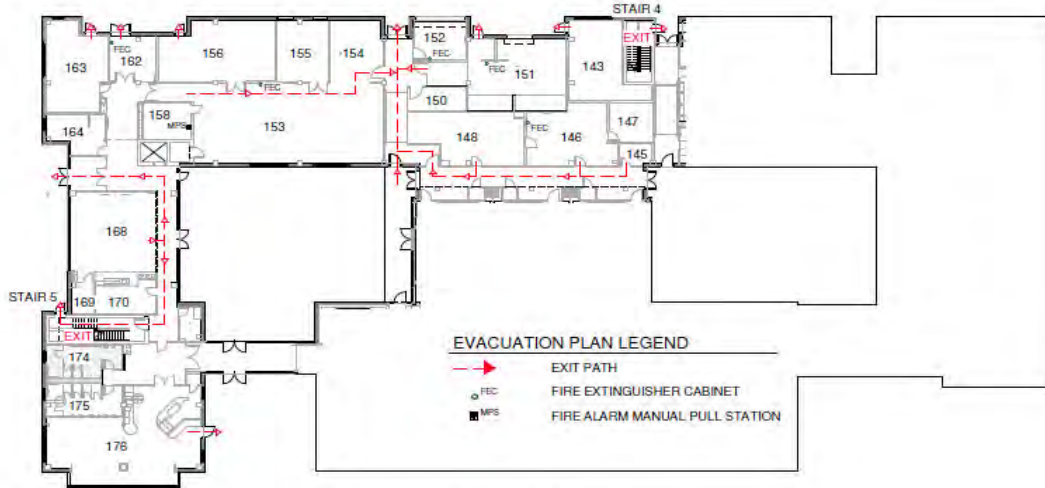 STAIR 4
EXIT
163
FEC
162
156
155
154
152
FEC
FEC
151
143
FEC
158
MPS
153
150
164
148
FEC
146
147
145
168
STAIR 5
169
170
EXIT
174
175
176
EVACUATION PLAN LEGEND
EXIT PATH
FEC
FIRE EXTINGUISHER CABINET
MPS
FIRE ALARM MANUAL PULL STATION